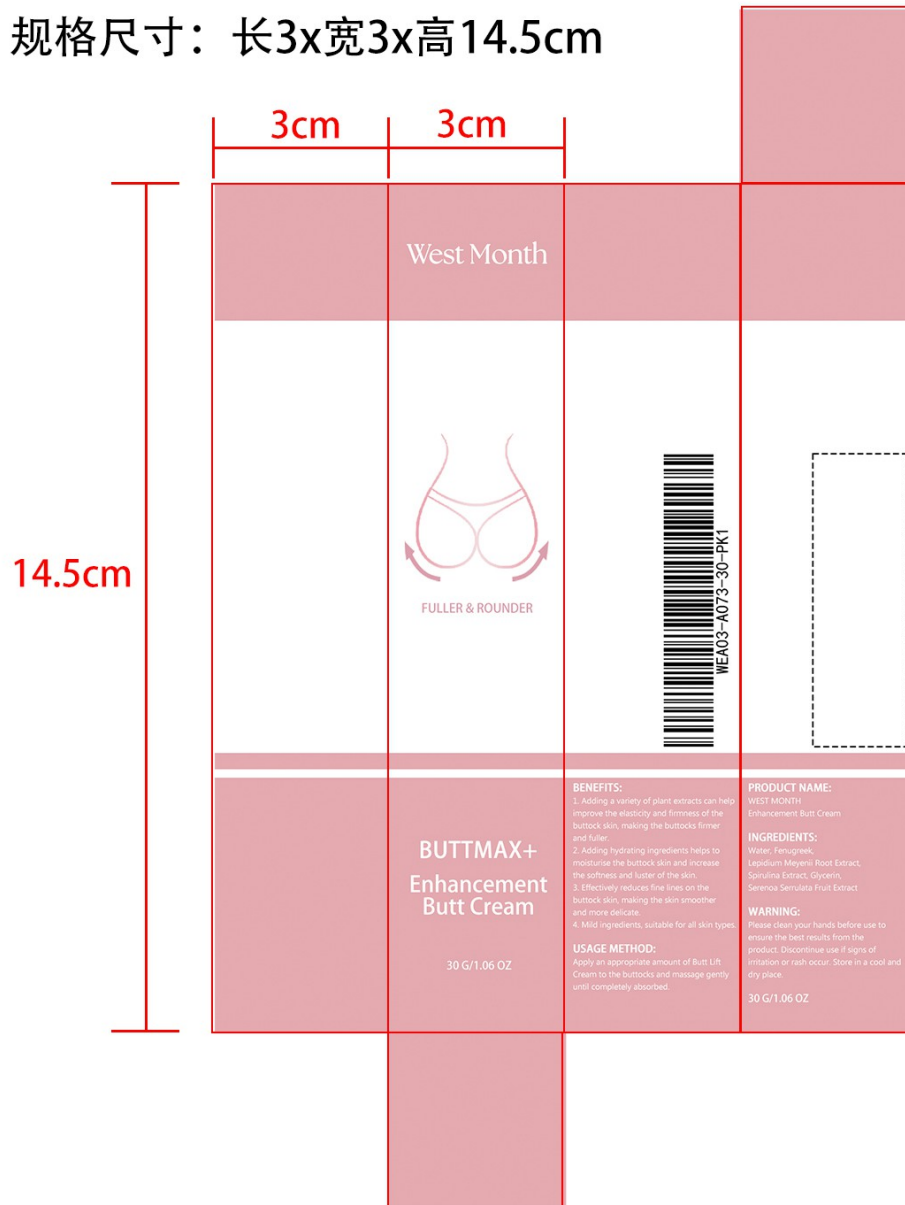 规格尺寸：长3x宽3x高14.5cm
3cm
3cm
14.5cm
West Month
FULLER & ROUNDER
BUTTMAX+
Enhancement
Butt Cream
30 G/1.06 OZ
WEA03-A073-30-PK1
BENEFITS:
1. Adding a variety of plant extracts can help
improve the elasticity and firmness of the
buttock skin, making the buttocks firmer
and fuller.
2. Adding hydrating ingredients helps to
moisturise the buttock skin and increase
the softness and luster of the skin.
3. Effectively reduces fine lines on the
buttock skin, making the skin smoother
and more delicate.
4. Mild ingredients, suitable for all skin types.
USAGE METHOD:
Apply an appropriate amount of Butt Lift
Cream to the buttocks and massage gently
until completely absorbed.
PRODUCT NAME:
WEST MONTH
Enhancement Butt Cream
INGREDIENTS:
Water, Fenugreek,
Lepidium Meyenii Root Extract,
Spirulina Extract, Glycerin,
Serenoa Serrulata Fruit Extract
WARNING:
Please clean your hands before use to
ensure the best results from the
product. Discontinue use if signs of
irritation or rash occur. Store in a cool and
dry place.
30 G/1.06 OZ